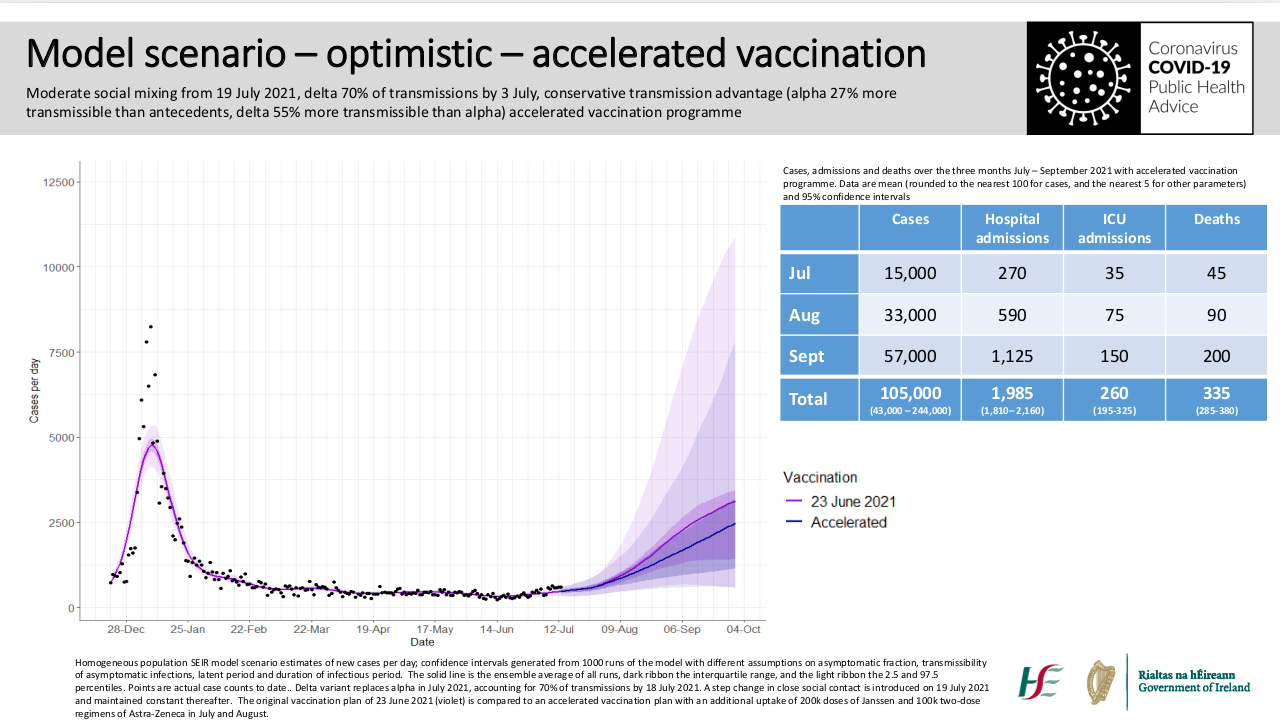 Model scenario – optimistic – accelerated vaccination
Moderate social mixing from 19 July 2021, delta 70% of transmissions by 3 July, conservative transmission advantage (alpha 27% more
transmissible than antecedents, delta 55% more transmissible than alpha) accelerated vaccination programme
Coronavirus
COVID-19
Public Health
Advice
12500
10000
7500
5000
2500
0
Cases per day
28-Dec 25-Jan 22-Feb 22-Mar 19-Apr 17-May 14-Jun 12-Jul 09-Aug 06-Sep 04-Oct
Date
Cases, admissions and deaths over the three months July – September 2021 with accelerated vaccination
programme. Data are mean (rounded to the nearest 100 for cases, and the nearest 5 for other parameters)
and 95% confidence intervals
Cases Hospital admissions ICU admissions Deaths
Jul 15,000 270 35 45
Aug 33,000 590 75 90
Sept 57,000 1,125 150 200
Total 105,000 1,985 260 335
(43,000 – 244,000) (1,810– 2,160) (195-325) (285-380)
Vaccination
23 June 2021
Accelerated
Homogeneous population SEIR model scenario estimates of new cases per day; confidence intervals generated from 1000 runs of the model with different assumptions on asymptomatic fraction, transmissibility
of asymptomatic infections, latent period and duration of infectious period. The solid line is the ensemble average of all runs, dark ribbon the interquartile range, and the light ribbon the 2.5 and 97.5
percentiles. Points are actual case counts to date.. Delta variant replaces alpha in July 2021, accounting for 70% of transmissions by 18 July 2021. A step change in close social contact is introduced on 19 July 2021
and maintained constant thereafter. The original vaccination plan of 23 June 2021 (violet) is compared to an accelerated vaccination plan with an additional uptake of 200k doses of Janssen and 100k two-dose
regimens of Astra-Zeneca in July and August.
Rialtas na hÉireann
Government of Ireland